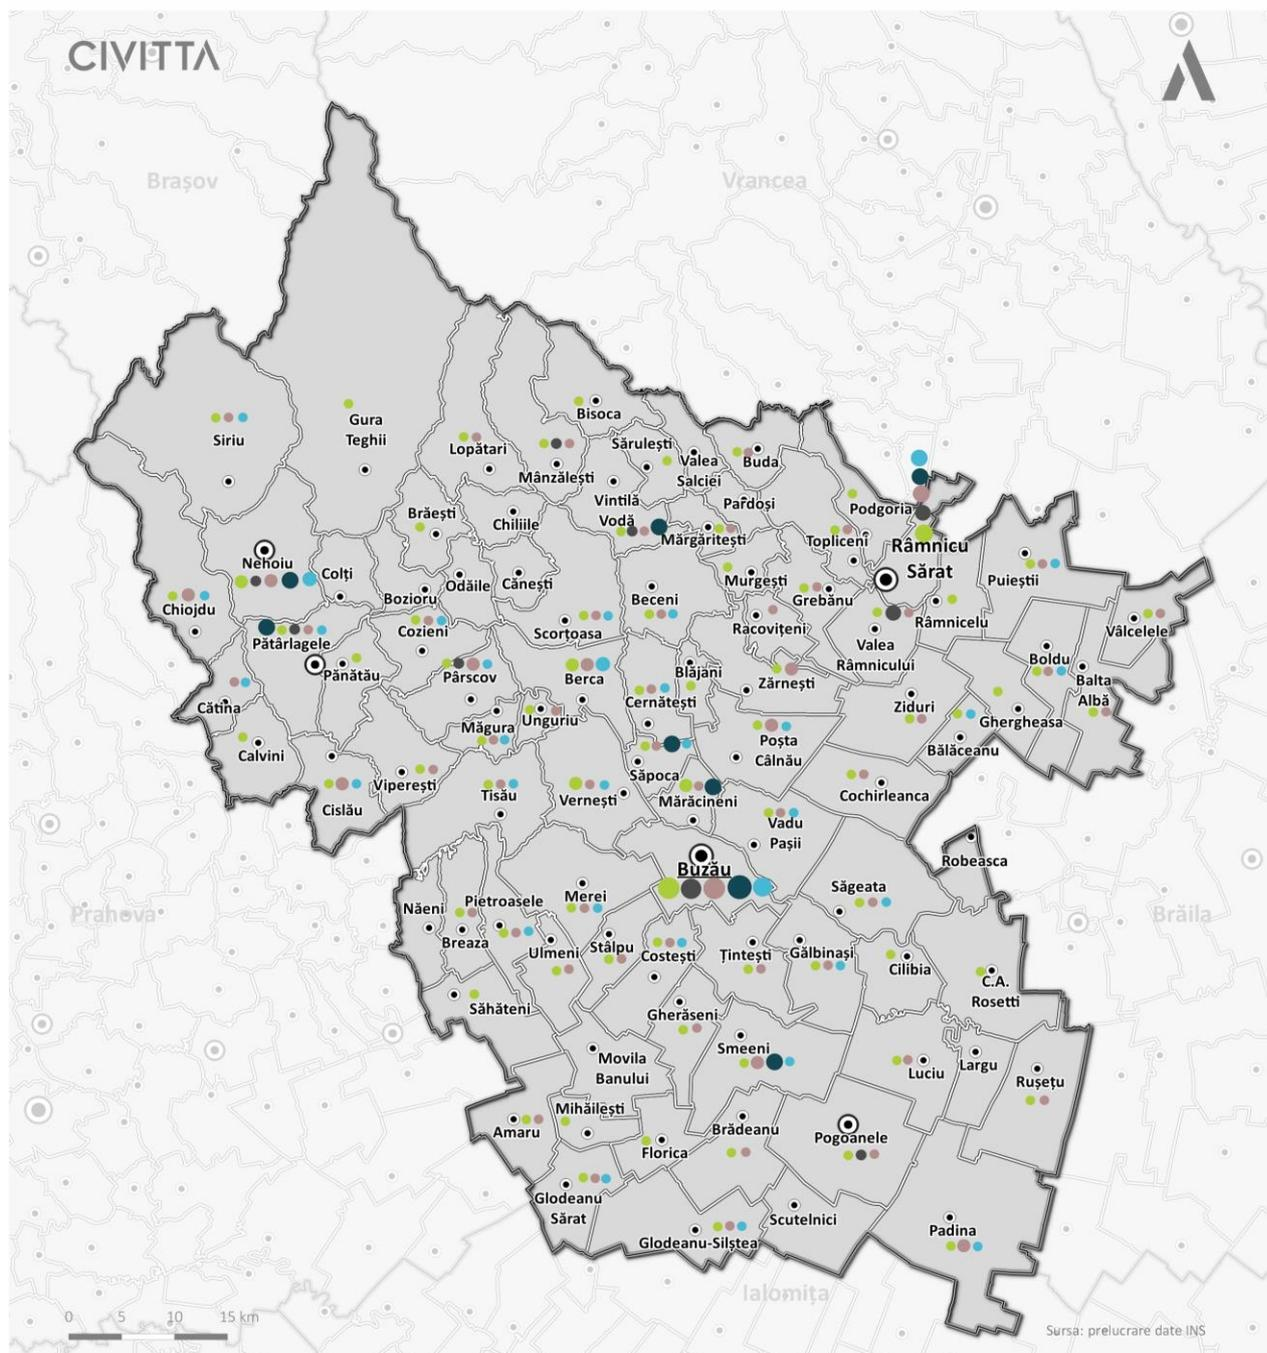 CIVITTA
Brașov
Vrancea
Gura
Teghii
Siriu
Bisoca
Lopătari
Mânzălești
Sărulești
Valea
Salciei
Buda
Vintilă
Vodă
Pardoși
Podgoria
Brăești
Chiliile
Mărgăritești
Topliceni
Râmnicu
Sărat
Nehoiu
Colți
Odăile
Cănești
Murgești
Puieștii
Chiojdu
Bozioru
Beceni
Grebănu
Cozieni
Scorțoasa
Racovițeni
Râmnicelu
Vâlcelele
Pătârlagele
Valea
Râmnicului
Boldu
Pănătău
Pârscov
Berca
Blăjani
Zărnești
Balta
Albă
Cătina
Cernătești
Ziduri
Ghergheasa
Măgura
Unguriu
Poșta
Câlnău
Bălăceanu
Calvini
Săpoca
Viperești
Tisău
Vernești
Mărăcineni
Cochirleanca
Cislău
Vadu
Pașii
Robeasca
Buzău
Săgeata
Prahova
Brăila
Năeni
Pietroasele
Merei
Breaza
Ulmeni
Stâlpu
Costești
Țintești
Gălbinași
Cilibia
C.A.
Rosetti
Săhăteni
Gherăseni
Smeeni
Movila
Banului
Luciu
Largu
Rușețu
Mihăilești
Amaru
Florica
Brădeanu
Pogoanele
Glodeanu
Sărat
Scutelnici
Padina
Glodeanu-Siliștea
Ialomița
0 5 10 15 km
Sursa: prelucrare date INS